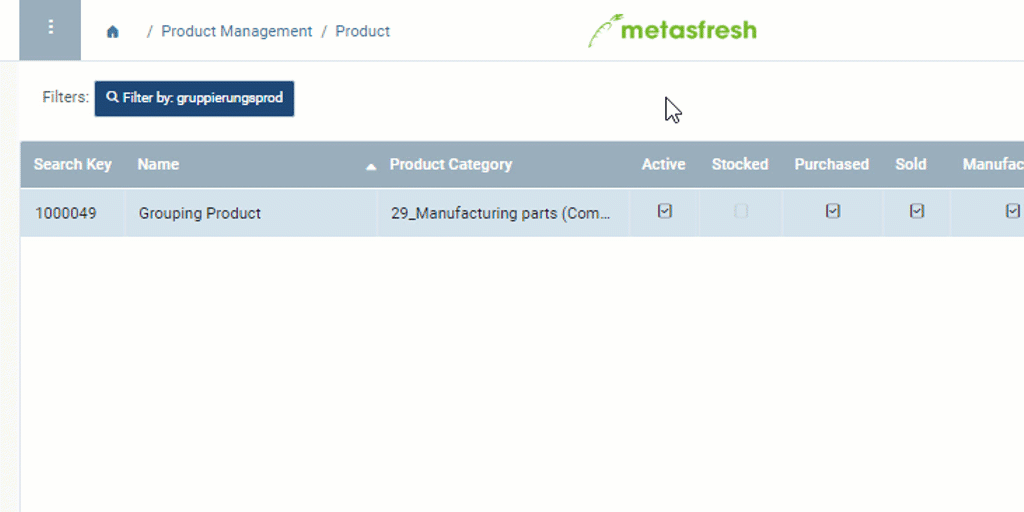 / Product Management / Product
metasfresh
Filters: Filter by: gruppierungsprod
Search Key Name Product Category Active Stocked Purchased Sold Manufac
1000049 Grouping Product 29_Manufacturing parts (Com...